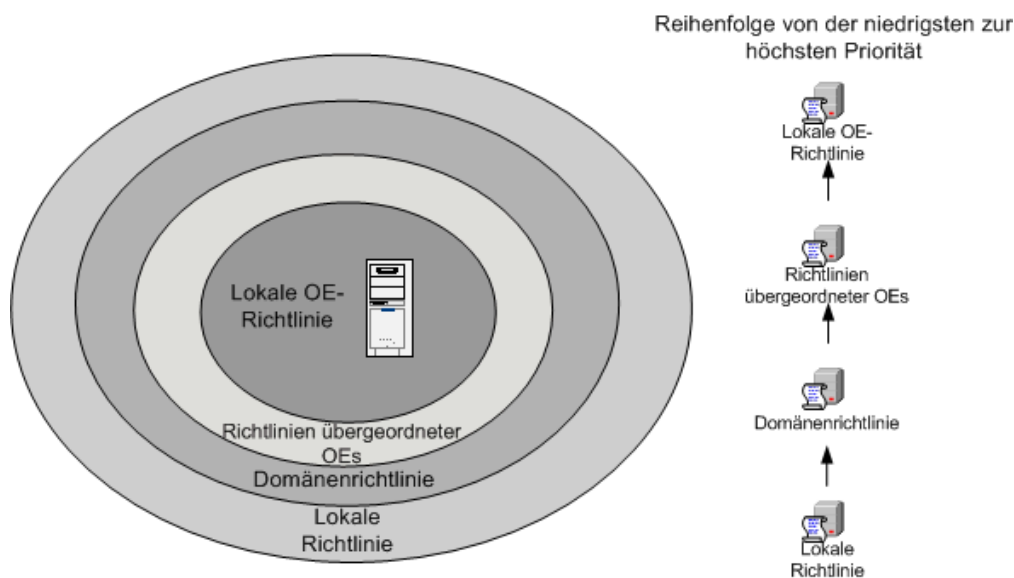 Reihenfolge von der niedrigsten zur
höchsten Priorität
Lokale OE-
Richtlinie
Richtlinien
übergeordneter OEs
Domänenrichtlinie
Lokale
Richtlinie
Lokale OE-
Richtlinie
Richtlinien übergeordneter
OEs
Domänenrichtlinie
Lokale
Richtlinie